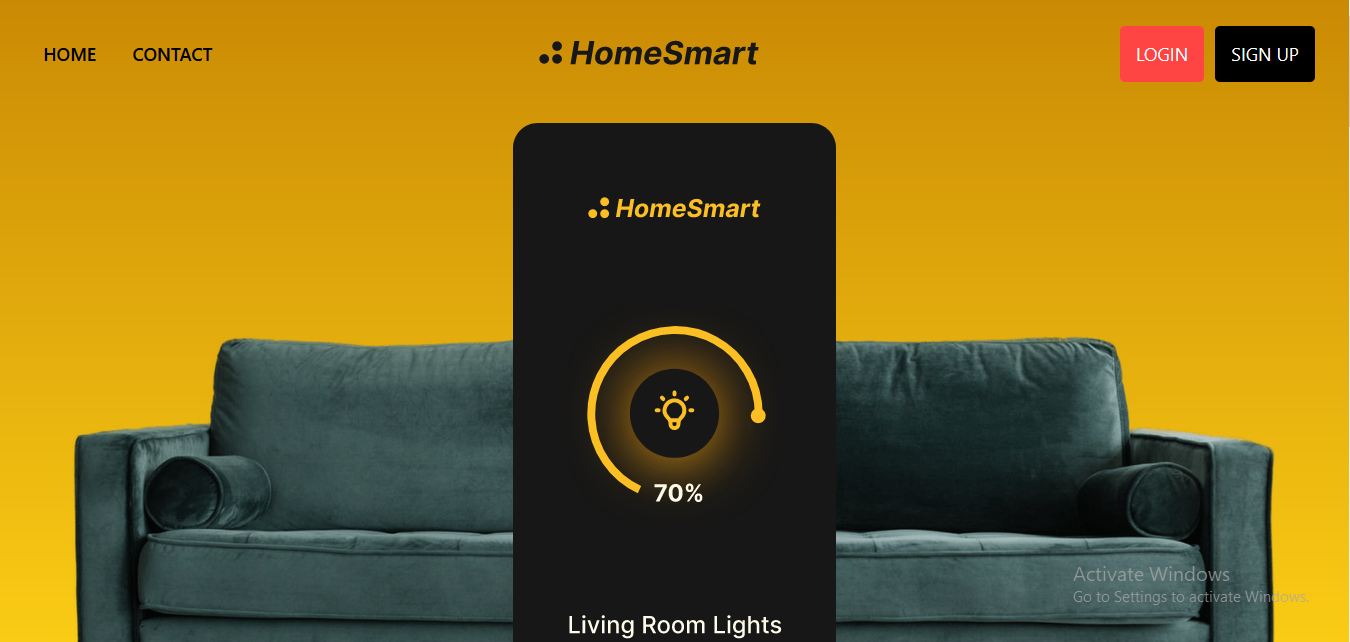 HOME CONTACT HomeSmart LOGIN SIGN UP
HomeSmart
70%
Activate Windows
Go to Settings to activate Windows.
Living Room Lights